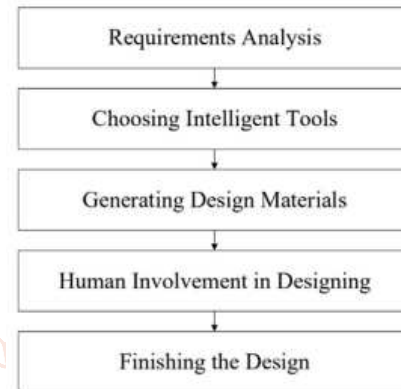 Requirements Analysis
Choosing Intelligent Tools
Generating Design Materials
Human Involvement in Designing
Finishing the Design